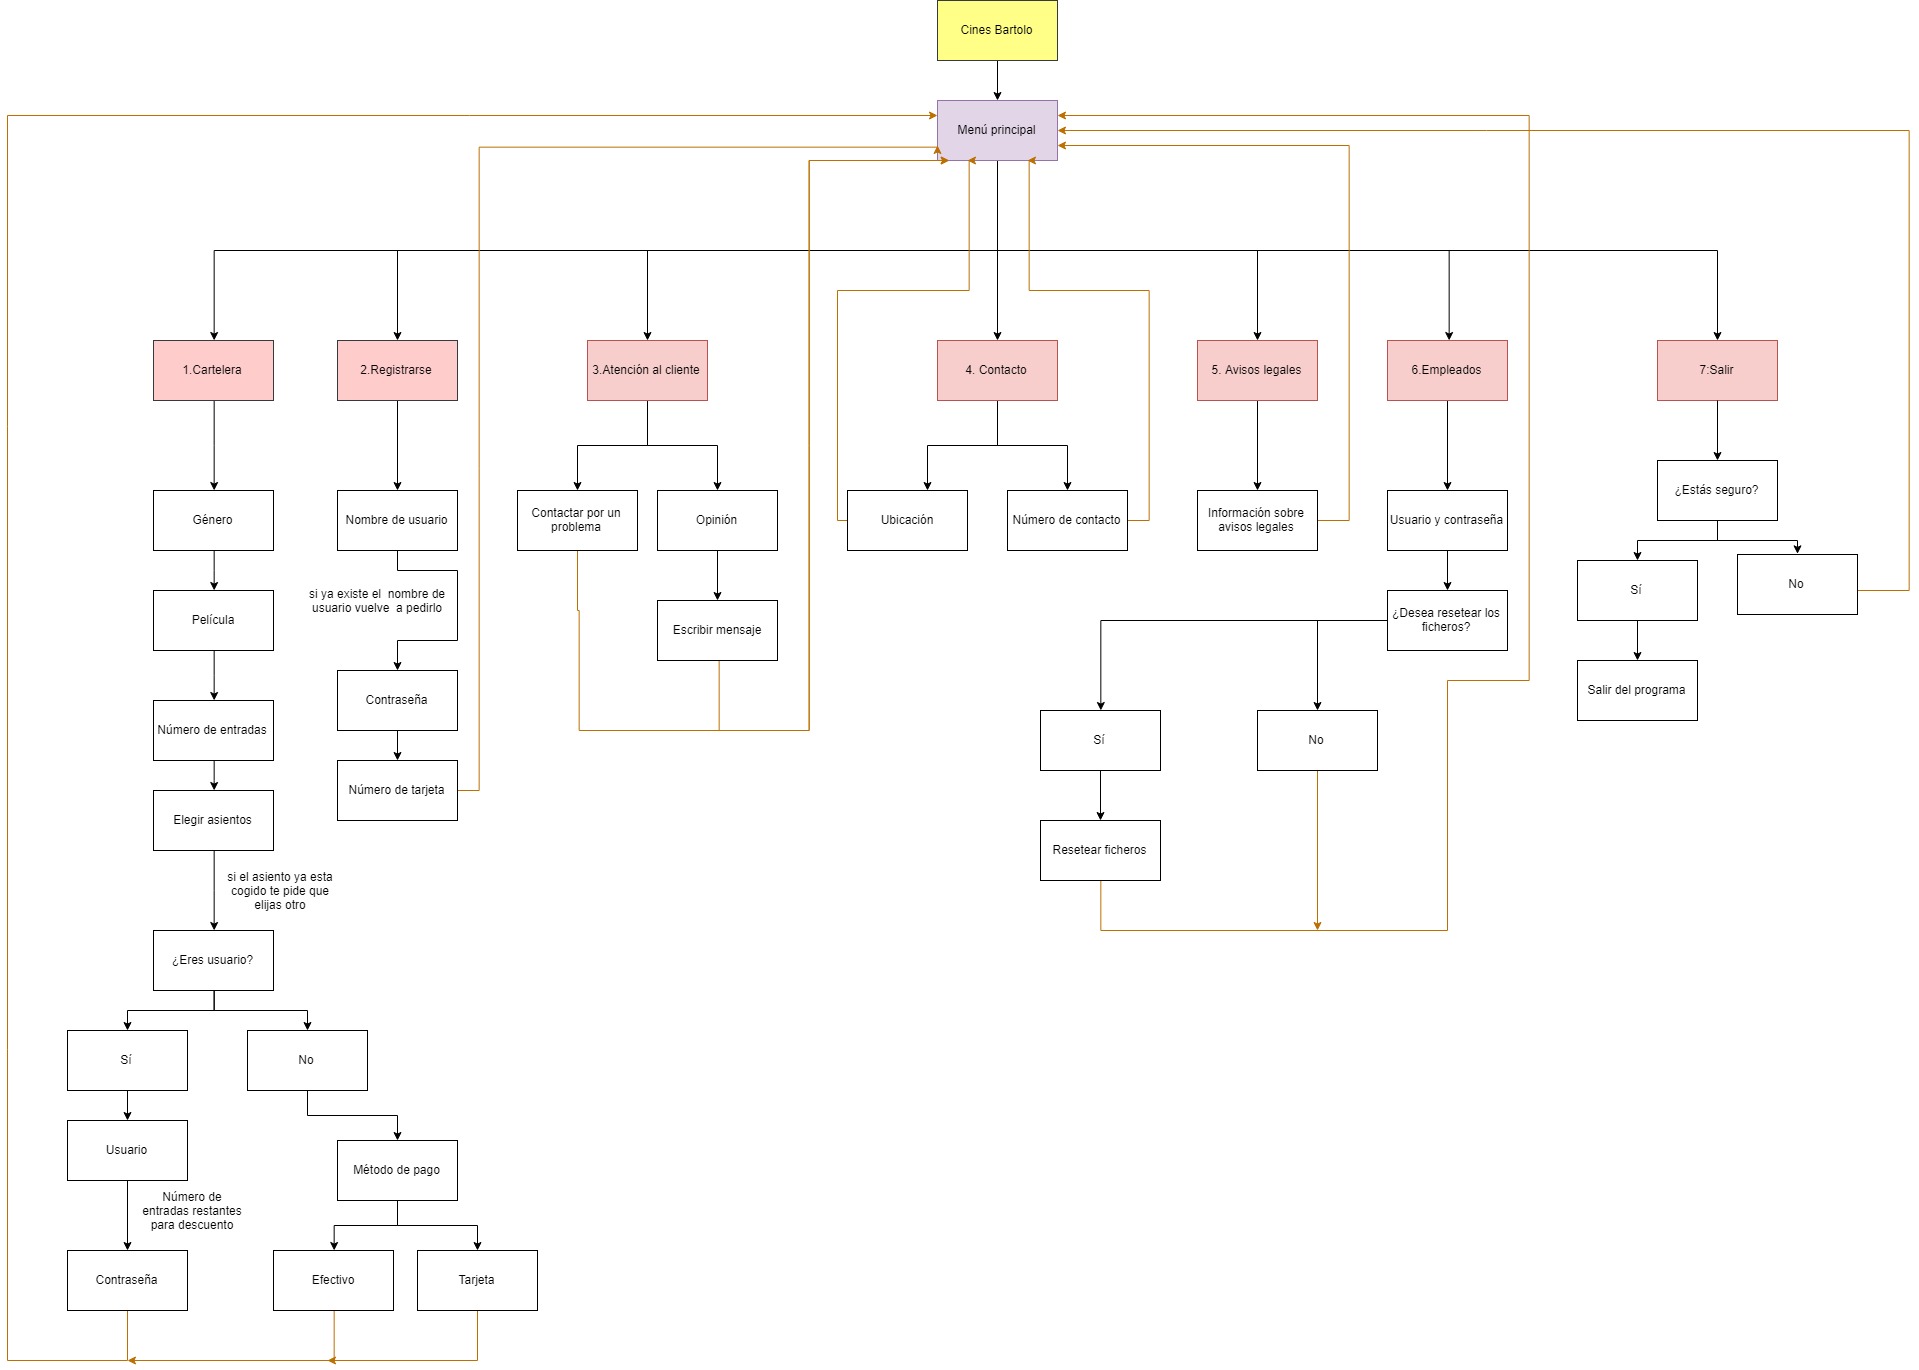 Cines Bartolo
Menú principal
1.Cartelera
2.Registrarse
3.Atención al cliente
4. Contacto
5. Avisos legales
6.Empleados
7:Salir
Género
Nombre de usuario
Contactar por un
problema
Opinión
Ubicación
Número de contacto
Información sobre
avisos legales
Usuario y contraseña
¿Estás seguro?
si ya existe el nombre de
usuario vuelve a pedirlo
Película
Escribir mensaje
¿Desea resetear los
ficheros?
Sí
No
Contraseña
Salir del programa
Número de entradas
Número de tarjeta
Sí
No
Elegir asientos
Resetear ficheros
si el asiento ya esta
cogido te pide que
elijas otro
¿Eres usuario?
Sí
No
Usuario
Método de pago
Número de
entradas restantes
para descuento
Contraseña
Efectivo
Tarjeta